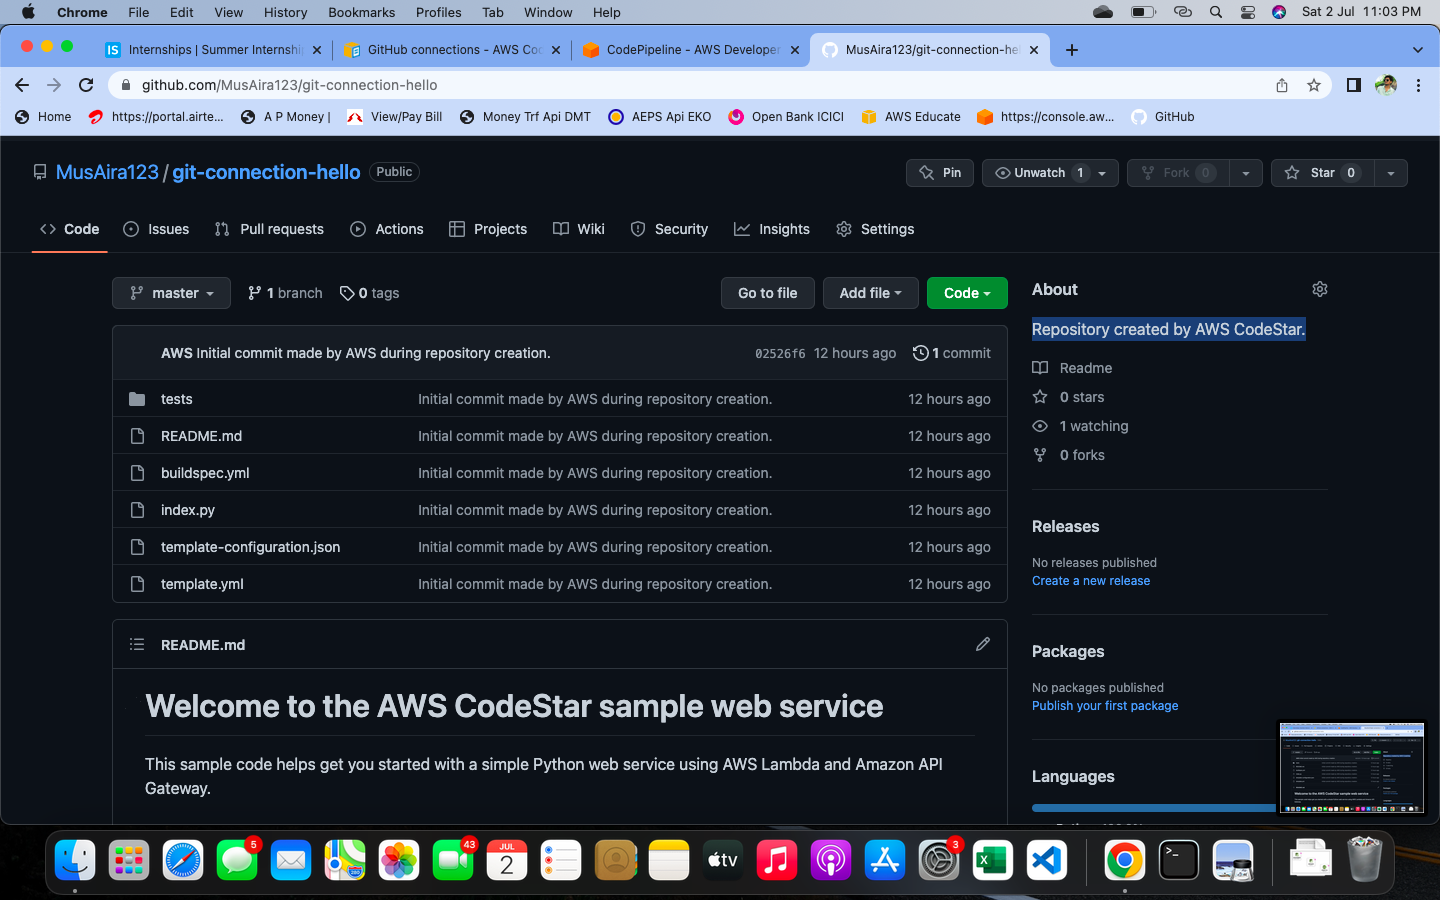 Chrome File Edit View History Bookmarks Profiles Tab Window Help Sat 2 Jul 11:03 PM
Internships | Summer Internshi GitHub connections - AWS Co CodePipeline - AWS Developer MusAira123/git-connection-hel
github.com/MusAira123/git-connection-hello
Home https://portal.airte... A P Money | View/Pay Bill Money Trf Api DMT AEPS Api EKO Open Bank ICICI AWS Educate https://console.aw... GitHub
MusAira123 / git-connection-hello Public Pin Unwatch 1 Fork 0 Star 0
Code Issues Pull requests Actions Projects Wiki Security Insights Settings
master 1 branch 0 tags Go to file Add file Code
AWS Initial commit made by AWS during repository creation. 02526f6 12 hours ago 1 commit
tests Initial commit made by AWS during repository creation. 12 hours ago
README.md Initial commit made by AWS during repository creation. 12 hours ago
buildspec.yml Initial commit made by AWS during repository creation. 12 hours ago
index.py Initial commit made by AWS during repository creation. 12 hours ago
template-configuration.json Initial commit made by AWS during repository creation. 12 hours ago
template.yml Initial commit made by AWS during repository creation. 12 hours ago
README.md
Welcome to the AWS CodeStar sample web service
This sample code helps get you started with a simple Python web service using AWS Lambda and Amazon API
Gateway.
About
Repository created by AWS CodeStar.
Readme
0 stars
1 watching
0 forks
Releases
No releases published
Create a new release
Packages
No packages published
Publish your first package
Languages
5 43 JUL 2 tv 3